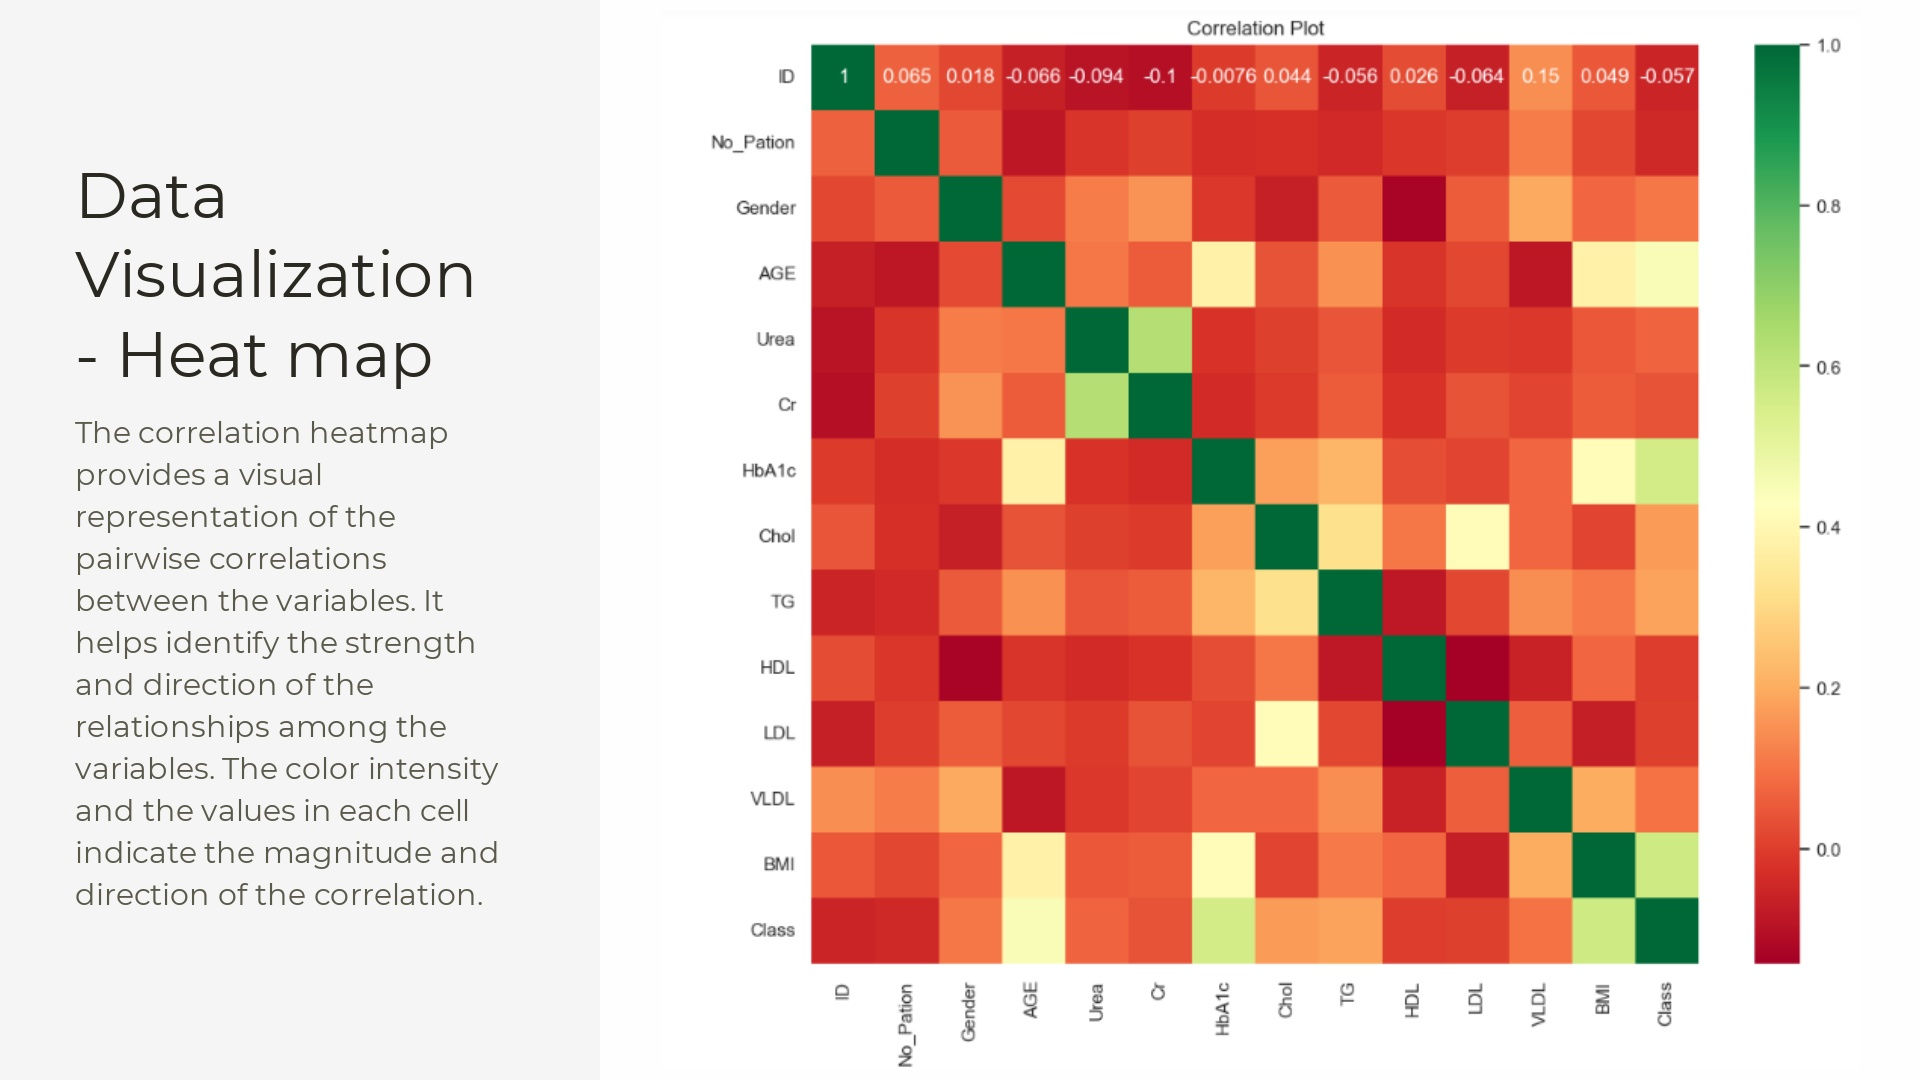 Data
Visualization
- Heat map
The correlation heatmap
provides a visual
representation of the
pairwise correlations
between the variables. It
helps identify the strength
and direction of the
relationships among the
variables. The color intensity
and the values in each cell
indicate the magnitude and
direction of the correlation.
Correlation Plot
ID 1 0.065 0.018 -0.066 -0.094 -0.1 -0.0076 0.044 -0.056 0.026 -0.064 0.15 0.049 -0.057
No_Pation
Gender
AGE
Urea
Cr
HbA1c
Chol
TG
HDL
LDL
VLDL
BMI
Class
ID No_Pation Gender AGE Urea Cr HbA1c Chol TG HDL LDL VLDL BMI Class
1.0
0.8
0.6
0.4
0.2
0.0